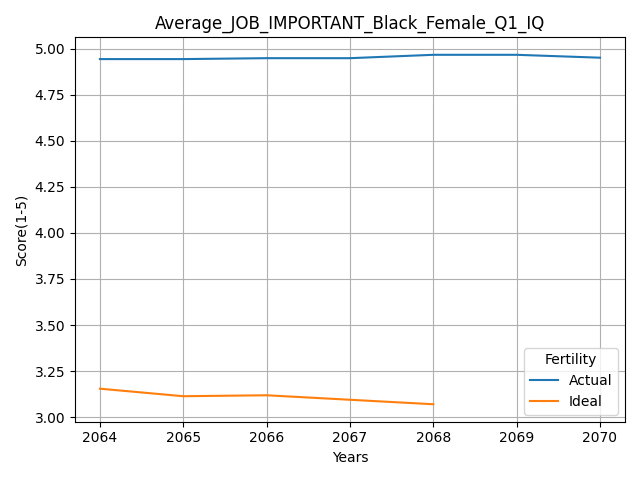 Average_JOB_IMPORTANT_Black_Female_Q1_IQ
5.00
4.75
4.50
4.25
4.00
3.75
3.50
3.25
3.00
Score(1-5)
Fertility
Actual
Ideal
2064 2065 2066 2067 2068 2069 2070
Years